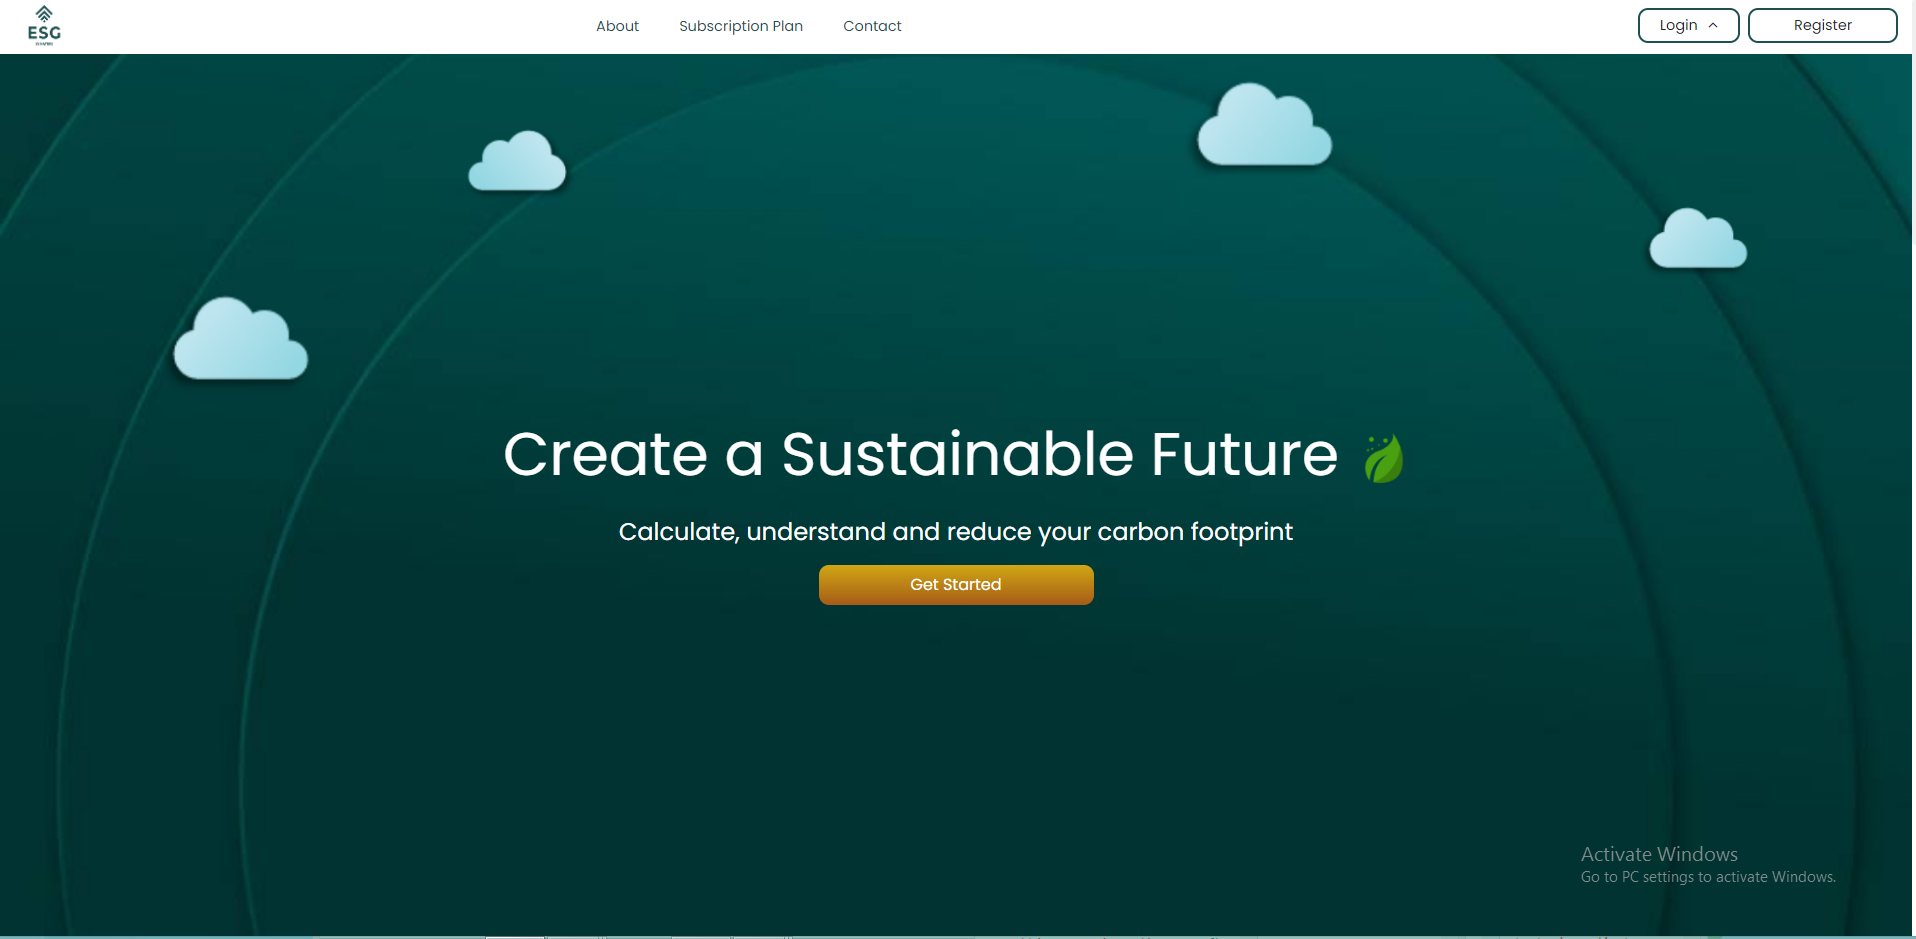 ESG
About
Subscription Plan
Contact
Login
Register
Create a Sustainable Future
Calculate, understand and reduce your carbon footprint
Get Started
Activate Windows
Go to PC settings to activate Windows.